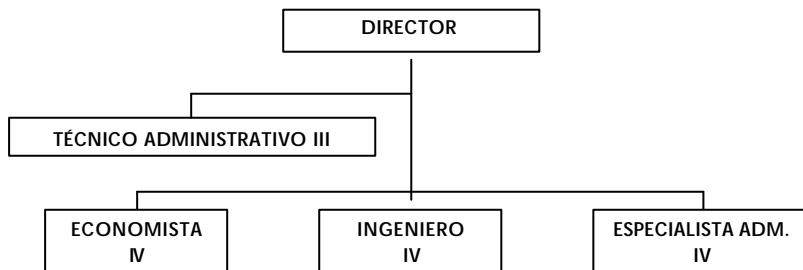 DIRECTOR
TÉCNICO ADMINISTRATIVO III
ECONOMISTA
IV
INGENIERO
IV
ESPECIALISTA ADM.
IV